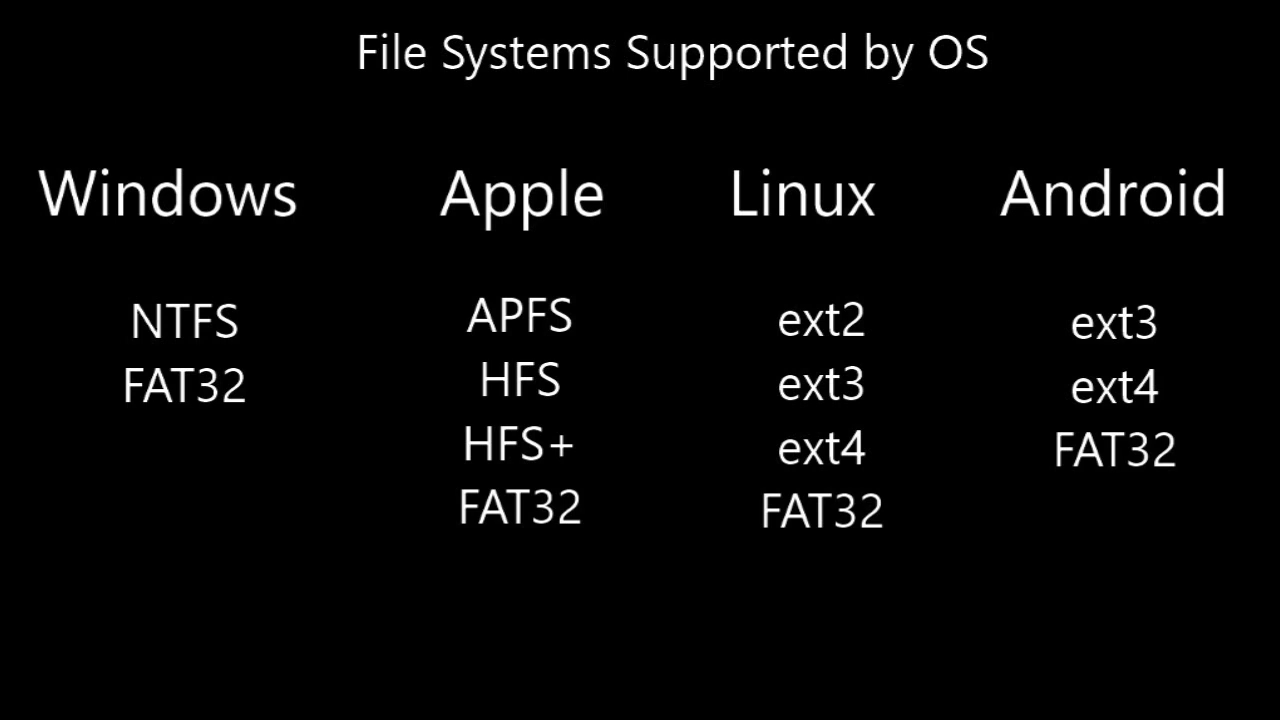 File Systems Supported by OS
Windows
NTFS
FAT32
Apple
APFS
HFS
HFS+
FAT32
Linux
ext2
ext3
ext4
FAT32
Android
ext3
ext4
FAT32